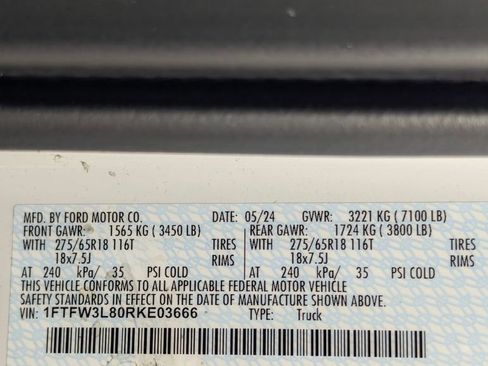 MFD. BY FORD MOTOR CO. DATE: 05/24 GVWR: 3221 KG ( 7100 LB)
FRONT GAWR: 1565 KG ( 3450 LB) REAR GAWR: 1724 KG ( 3800 LB)
WITH 275/65R18 116T TIRES WITH 275/65R18 116T TIRES
18x7.5J RIMS 18x7.5J RIMS
AT 240 kPa/ 35 PSI COLD AT 240 kPa/ 35 PSI COLD
THIS VEHICLE CONFORMS TO ALL APPLICABLE FEDERAL MOTOR VEHICLE
SAFETY STANDARDS IN EFFECT ON THE DATE OF MANUFACTURE SHOWN ABOVE.
VIN: 1FTFW3L80RKE03666 TYPE: Truck